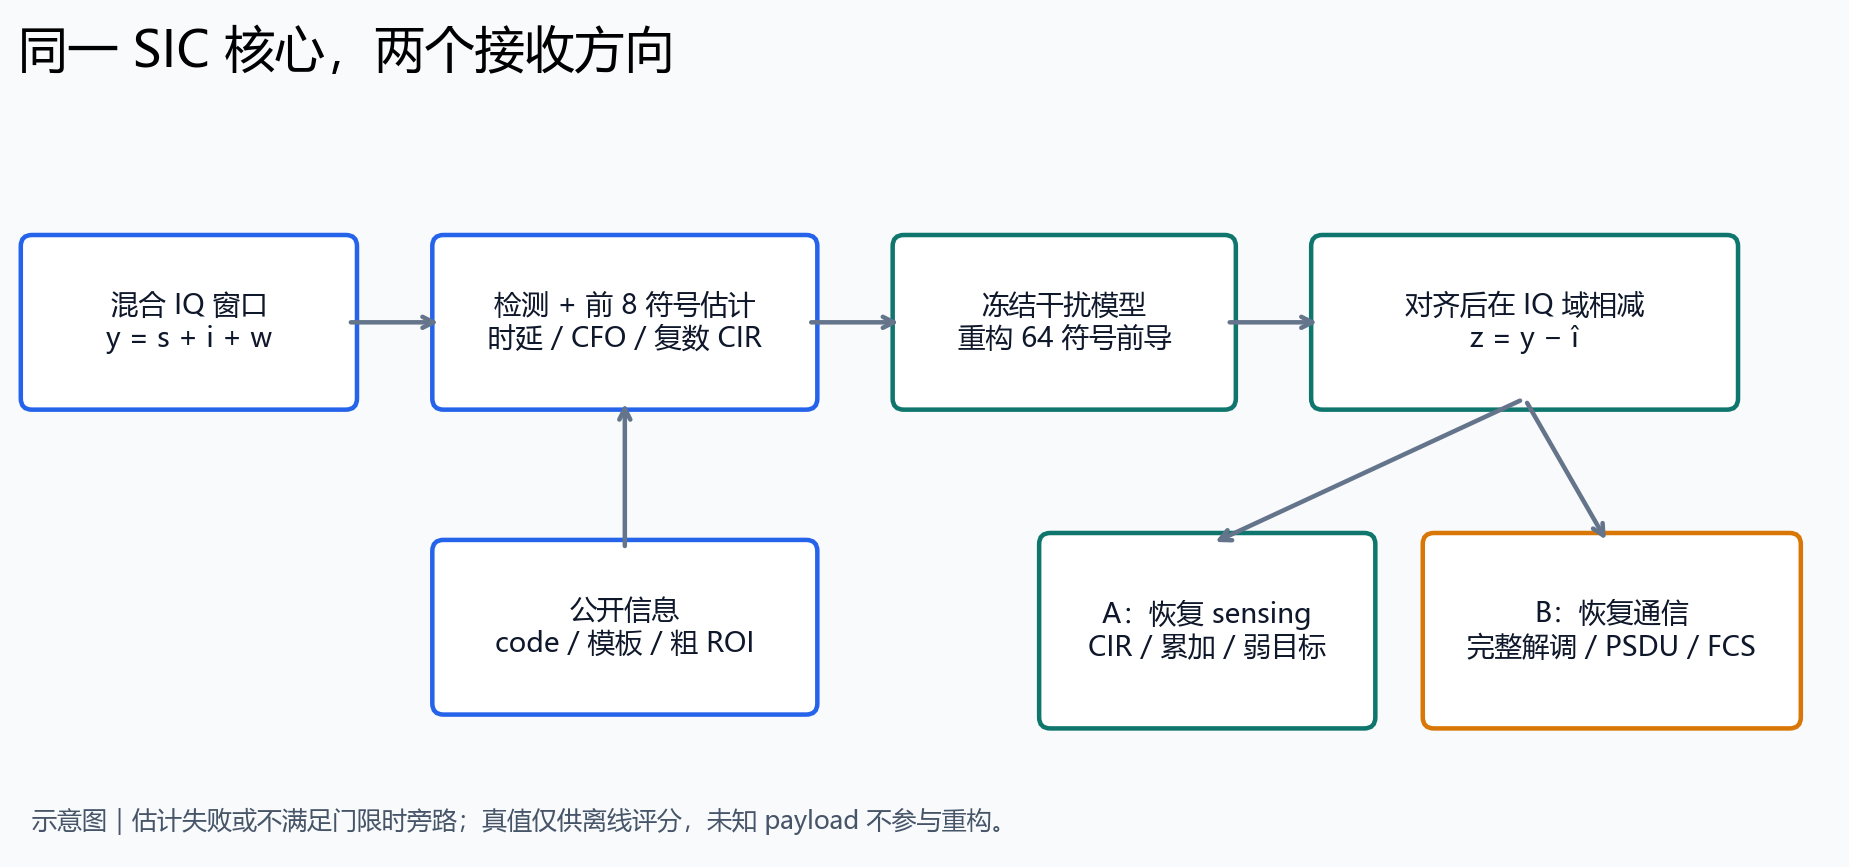 同一 SIC 核心，两个接收方向
混合 IQ 窗口
y = s + i + w
检测 + 前 8 符号估计
时延 / CFO / 复数 CIR
冻结干扰模型
重构 64 符号前导
对齐后在 IQ 域相减
z = y − î
公开信息
code / 模板 / 粗 ROI
A：恢复 sensing
CIR / 累加 / 弱目标
B：恢复通信
完整解调 / PSDU / FCS
示意图 | 估计失败或不满足门限时旁路；真值仅供离线评分，未知 payload 不参与重构。